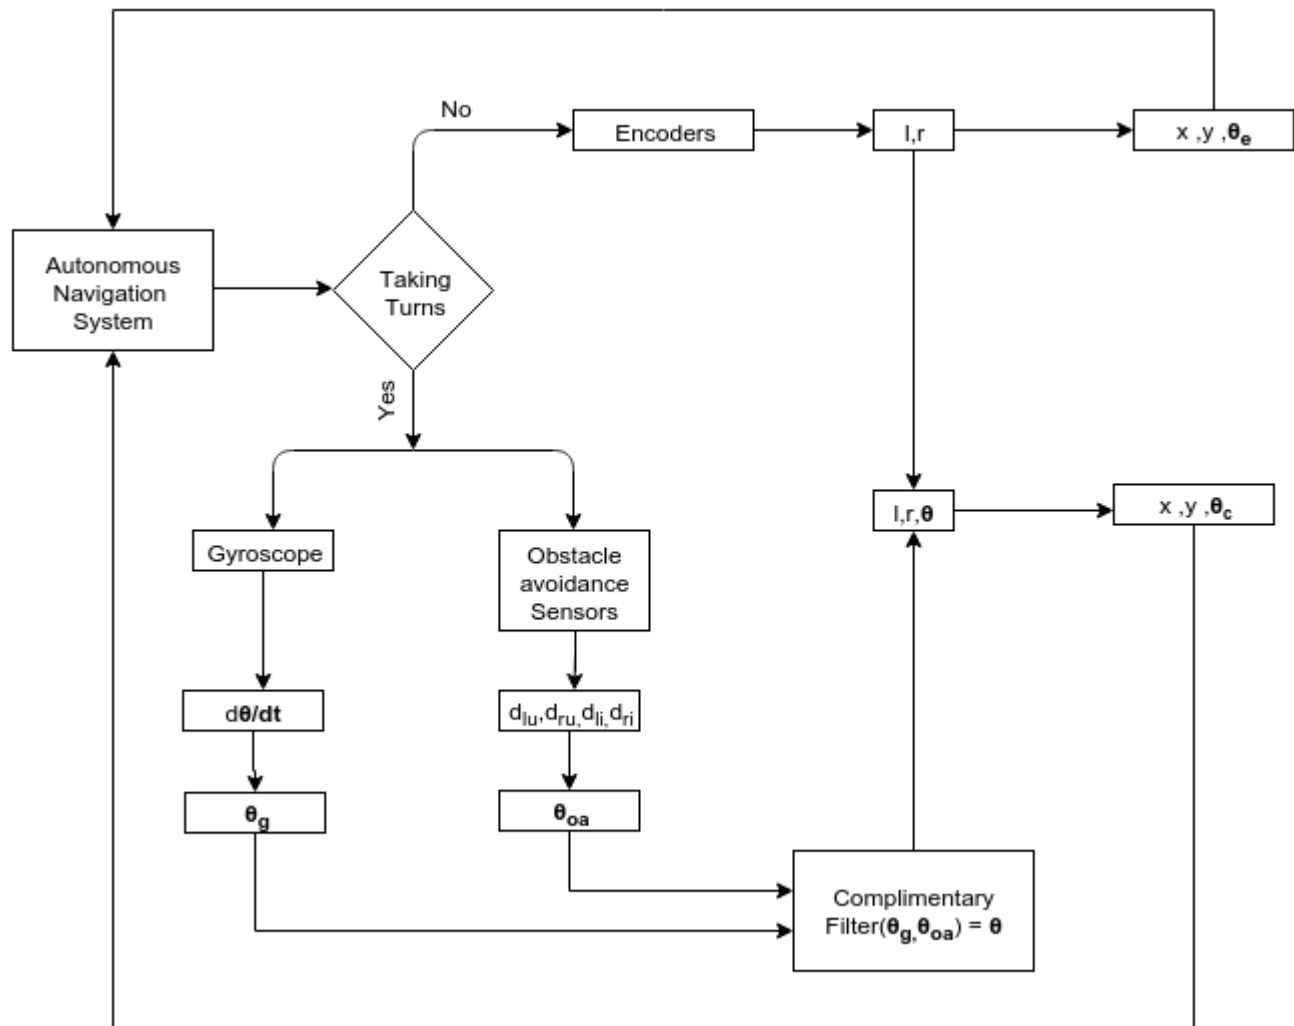 No
Encoders
l,r
x ,y ,θe
Autonomous
Navigation
System
Taking
Turns
Yes
l,r,θ
x ,y ,θc
Gyroscope
Obstacle
avoidance
Sensors
dθ/dt
dlu,dru,dli,dri
θg
θoa
Complimentary
Filter(θg,θoa) = θ